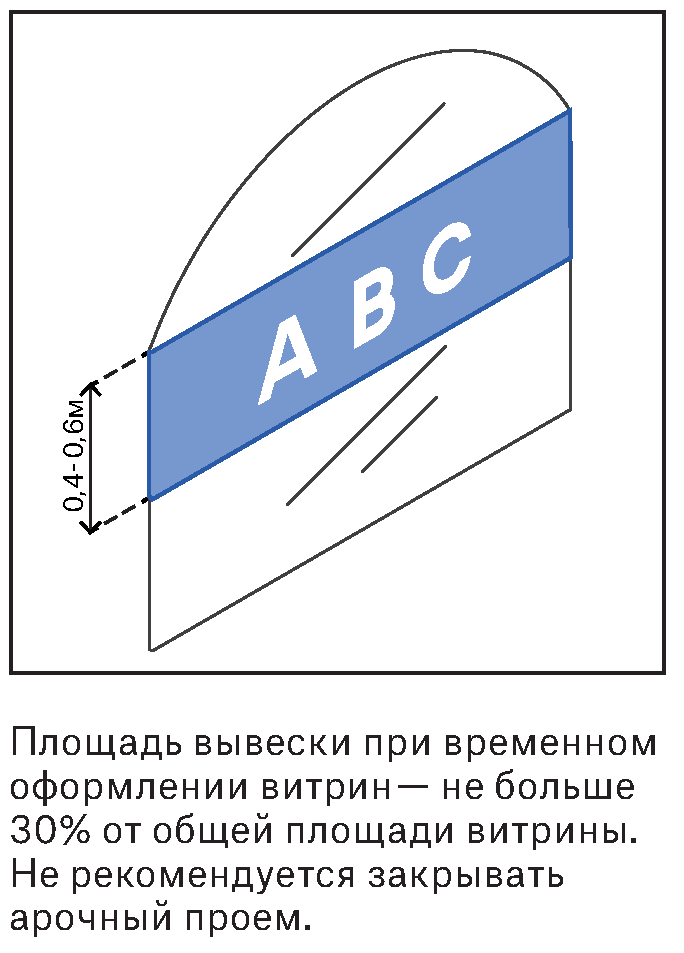 ABC
0,4-0,6м
Площадь вывески при временном
оформлении витрин— не больше
30% от общей площади витрины.
Не рекомендуется закрывать
арочный проем.